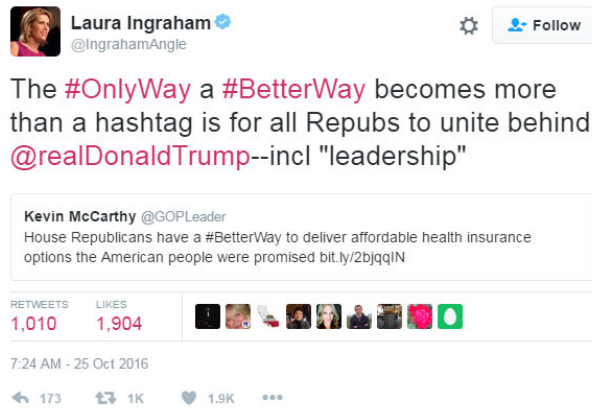 Laura Ingraham
@IngrahamAngle
Follow
The #OnlyWay a #BetterWay becomes more
than a hashtag is for all Repubs to unite behind
@realDonaldTrump--incl "leadership"
Kevin McCarthy @GOPLeader
House Republicans have a #BetterWay to deliver affordable health insurance
options the American people were promised bit.ly/2bjqqIN
RETWEETS LIKES
1,010 1,904
7:24 AM - 25 Oct 2016
173 1K 1.9K